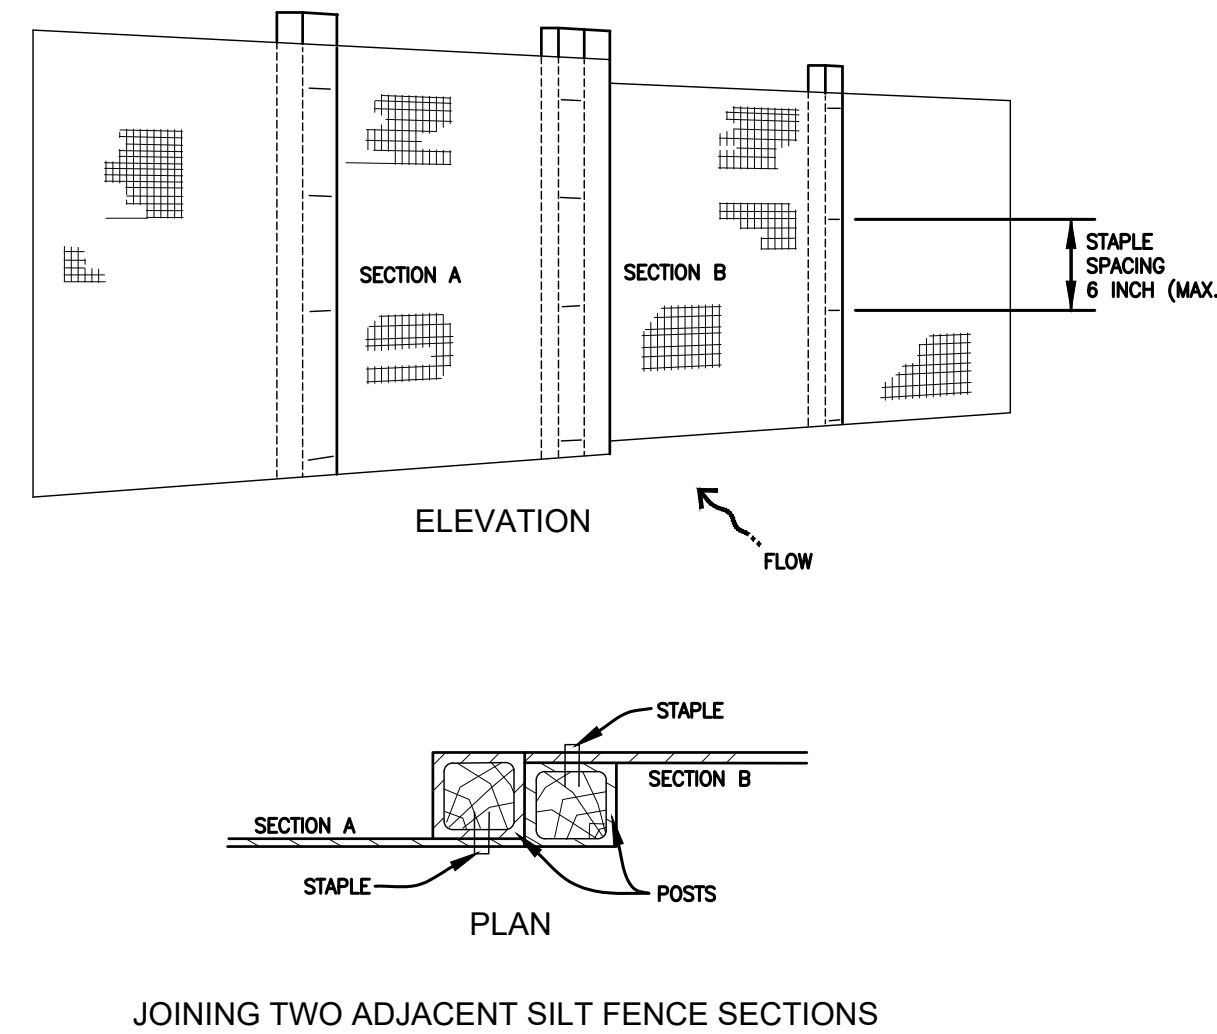 SECTION A
SECTION B
STAPLE
SPACING
6 INCH (MAX.
ELEVATION
FLOW
STAPLE
SECTION B
SECTION A
STAPLE
POSTS
PLAN
JOINING TWO ADJACENT SILT FENCE SECTIONS